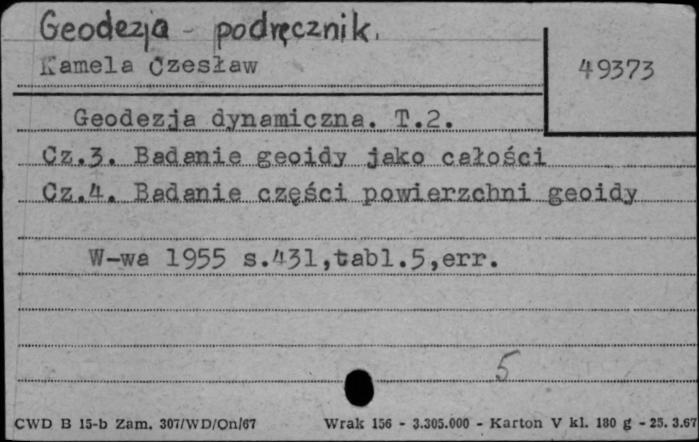 Geodezja - podręcznik.
Kamela Czesław
49373
Geodezja dynamiczna. T.2.
Cz.3. Badanie geoidy jako całości
Cz.4. Badanie części powierzchni geoidy
W-wa 1955 s.431,tabl.5,err.
5
CWD B 15-b Zam. 307/WD/On/67 Wrak 156 - 3.305.000 - Karton V kl. 180 g - 25. 3.67